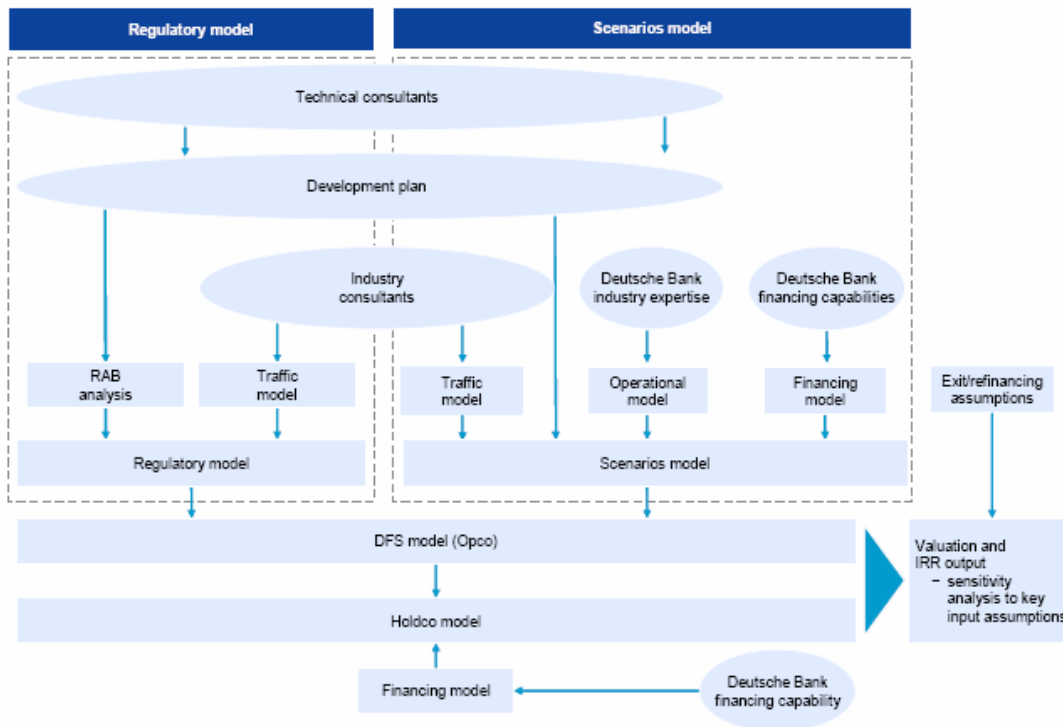 Regulatory model
Scenarios model
Technical consultants
Development plan
Industry
consultants
Deutsche Bank
industry expertise
Deutsche Bank
financing capabilities
RAB
analysis
Traffic
model
Traffic
model
Operational
model
Financing
model
Exit/refinancing
assumptions
Regulatory model
Scenarios model
DFS model (Opco)
Valuation and
IRR output
– sensitivity
analysis to key
input assumptions
Holdco model
Financing model
Deutsche Bank
financing capability